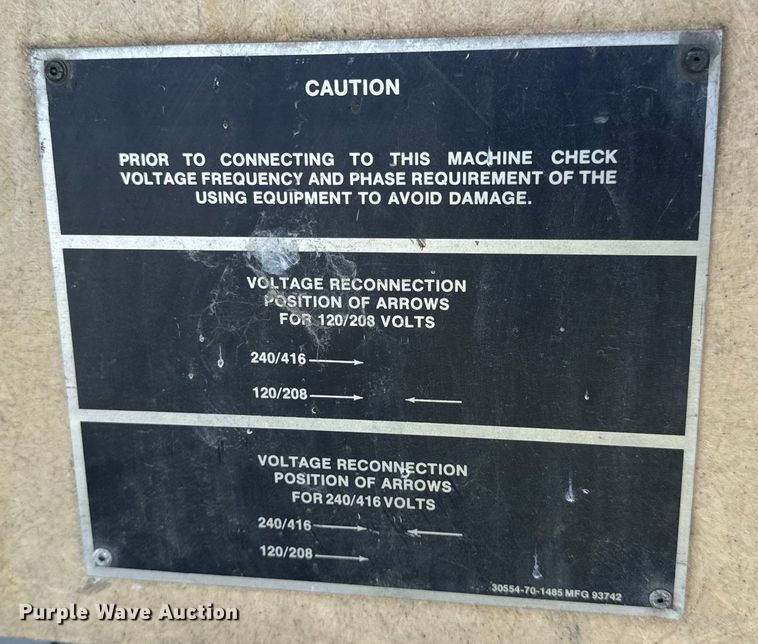 CAUTION
PRIOR TO CONNECTING TO THIS MACHINE CHECK
VOLTAGE FREQUENCY AND PHASE REQUIREMENT OF THE
USING EQUIPMENT TO AVOID DAMAGE.
VOLTAGE RECONNECTION
POSITION OF ARROWS
FOR 120/208 VOLTS
240/416
120/208
VOLTAGE RECONNECTION
POSITION OF ARROWS
FOR 240/416 VOLTS
240/416
120/208
30554-70-1485 MFG 93742
Purple Wave Auction